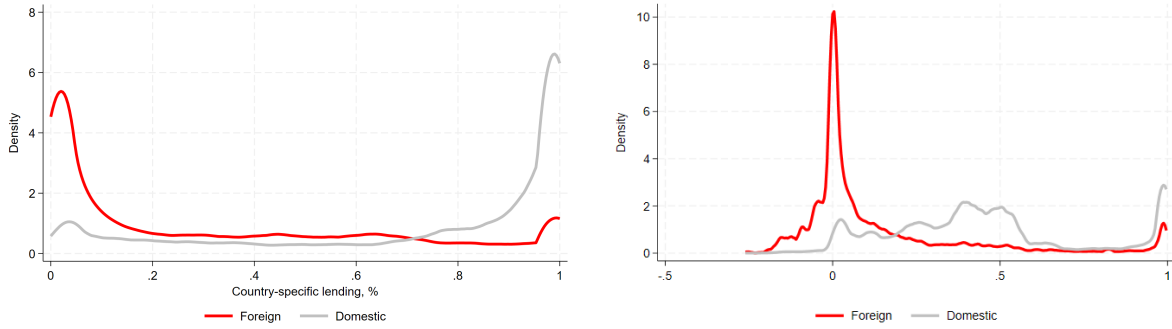 8
6
4
2
0
Density
0 .2 .4 .6 .8 1
Country-specific lending, %
Foreign Domestic
10
8
6
4
2
0
Density
-.5 0 .5 1
Foreign Domestic